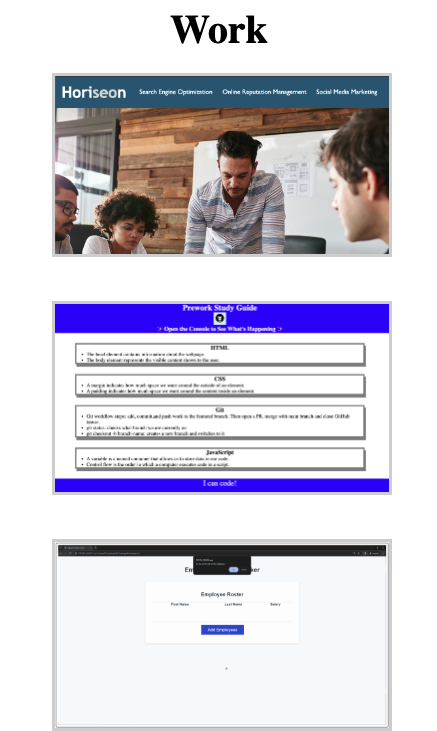 Work
Horiseon Search Engine Optimization Online Reputation Management Social Media Marketing
Prework Study Guide
Open the Console to See What's Happening
HTML
• The head element contains information about the webpage.
• The body element represents the visible content shown to the user.
CSS
• A margin indicates how much space we want around the outside of an element.
• A padding indicates how much space we want around the content inside an element.
Git
• Git workflow steps: add, commit, and push work to the featured branch. Then open a PR, merge with main branch and close GitHub
issues.
• git status checks what branch we are currently on
• git checkout -b branch-name creates a new branch and switches to it
JavaScript
• A variable is a named container that allows us to store data in our code.
• Control flow is the order in which a computer executes code in a script.
I can code!
Employee Roster
First Name Last Name Salary
Add Employees